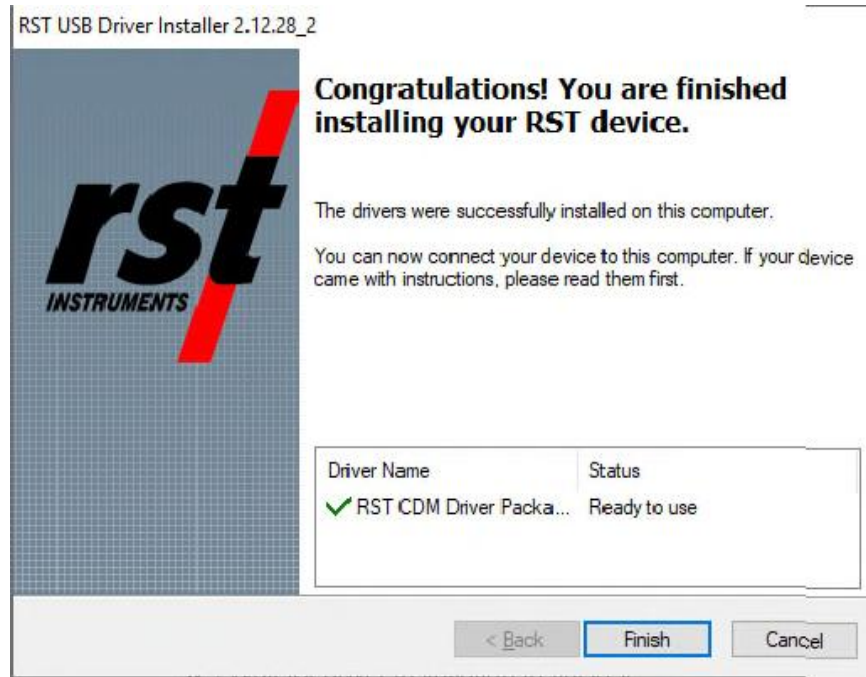 RST USB Driver Installer 2.12.28_2
Congratulations! You are finished
installing your RST device.
rst
INSTRUMENTS
The drivers were successfully installed on this computer.
You can now connect your device to this computer. If your device
came with instructions, please read them first.
Driver Name Status
RST CDM Driver Packa... Ready to use
< Back Finish Cancel